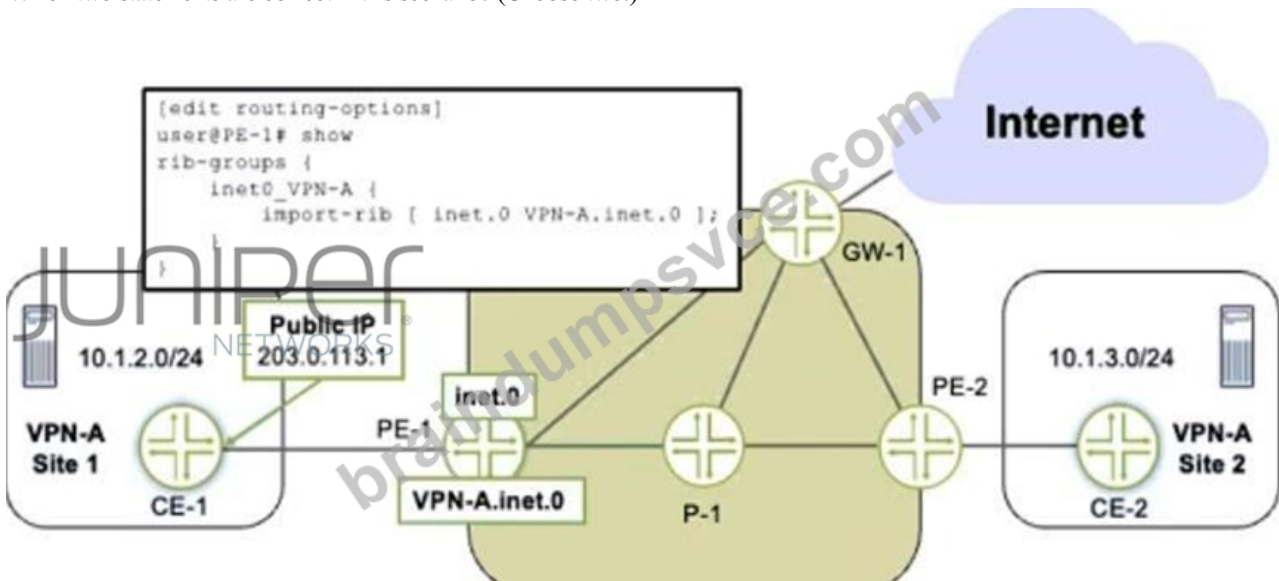 [edit routing-options]
user@PE-1# show
rib-groups {
inet0_VPN-A {
import-rib [ inet.0 VPN-A.inet.0 ];
}
}
Internet
GW-1
JUNIPER
NETWORKS
®
Public IP
203.0.113.1
10.1.2.0/24
VPN-A
Site 1
CE-1
PE-1
inet.0
VPN-A.inet.0
P-1
PE-2
10.1.3.0/24
VPN-A
Site 2
CE-2
braindumpsvce.com